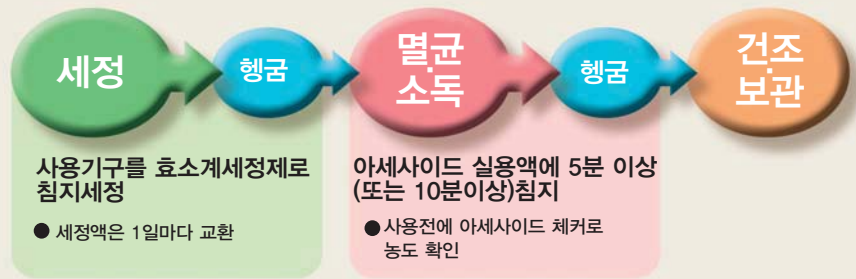 세정
헹굼
멸균·
소독
헹굼
건조·
보관
사용기구를 효소계세정제로
침지세정
● 세정액은 1일마다 교환
아세사이드 실용액에 5분 이상
(또는 10분이상)침지
● 사용전에 아세사이드 체커로
농도 확인